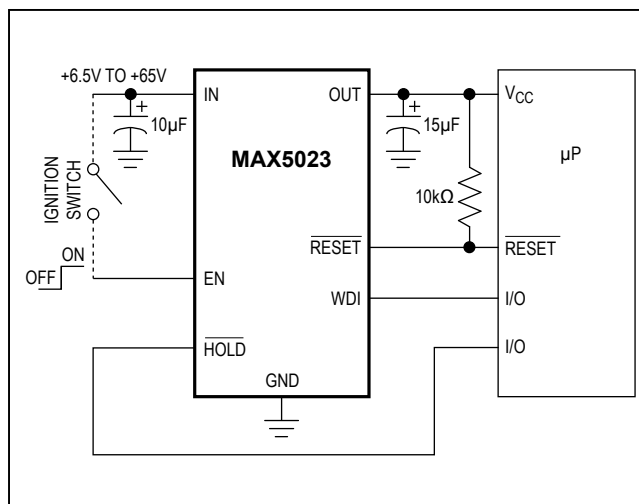 +6.5V TO +65V
IN
OUT
VCC
+
10µF
+
15µF
MAX5023
µP
IGNITION
SWITCH
10kΩ
RESET
RESET
ON
OFF
EN
WDI
I/O
HOLD
I/O
GND